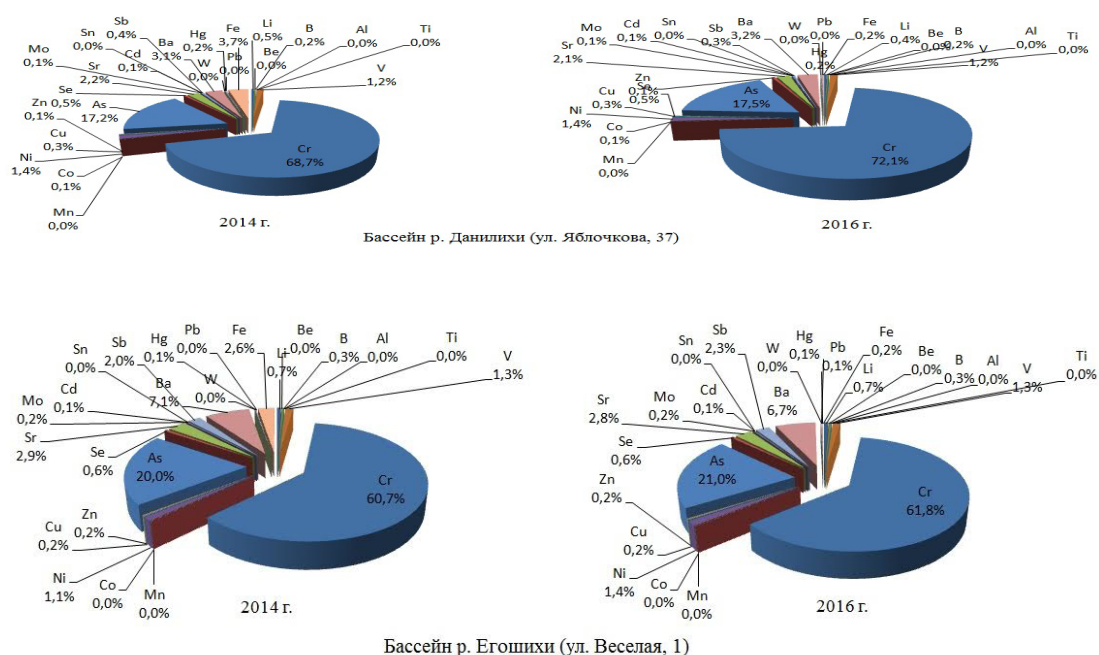 Mo
0,1%
Sn
0,0%
Sb
0,4%
Cd
0,1%
Ba
3,1%
Hg
0,2%
W
0,0%
Fe
3,7%
Pb
0,0%
Li
0,5%
Be
0,0%
B
0,2%
Al
0,0%
Ti
0,0%
V
1,2%
Sr
2,2%
Se
0,5%
Zn
0,1%
As
17,2%
Cu
0,3%
Ni
1,4%
Co
0,1%
Mn
0,0%
Cr
68,7%
2014 г.
Mo
0,1%
Cd
0,1%
Sn
0,0%
Sb
0,3%
Ba
3,2%
W
0,0%
Pb
0,0%
Hg
0,2%
Fe
0,2%
Li
0,4%
Be
0,0%
B
0,2%
V
1,2%
Al
0,0%
Ti
0,0%
Sr
2,1%
Zn
0,1%
Se
0,5%
As
17,5%
Cu
0,3%
Ni
1,4%
Co
0,1%
Mn
0,0%
Cr
72,1%
2016 г.
Бассейн р. Данилихи (ул. Яблочкова, 37)
Sn
0,0%
Sb
2,0%
Hg
0,1%
Pb
0,0%
Fe
2,6%
Li
0,7%
Be
0,0%
B
0,3%
Al
0,0%
Ti
0,0%
V
1,3%
Mo
0,2%
Cd
0,1%
Ba
7,1%
W
0,0%
Sr
2,9%
Se
0,6%
As
20,0%
Cu
0,2%
Zn
0,2%
Ni
1,1%
Co
0,0%
Mn
0,0%
Cr
60,7%
2014 г.
Sn
0,0%
Sb
2,3%
W
0,0%
Hg
0,1%
Pb
0,1%
Fe
0,2%
Li
0,7%
Be
0,0%
B
0,3%
Al
0,0%
V
1,3%
Ti
0,0%
Sr
2,8%
Mo
0,2%
Cd
0,1%
Ba
6,7%
Se
0,6%
As
21,0%
Zn
0,2%
Cu
0,2%
Ni
1,4%
Co
0,0%
Mn
0,0%
Cr
61,8%
2016 г.
Бассейн р. Егошихи (ул. Веселая, 1)